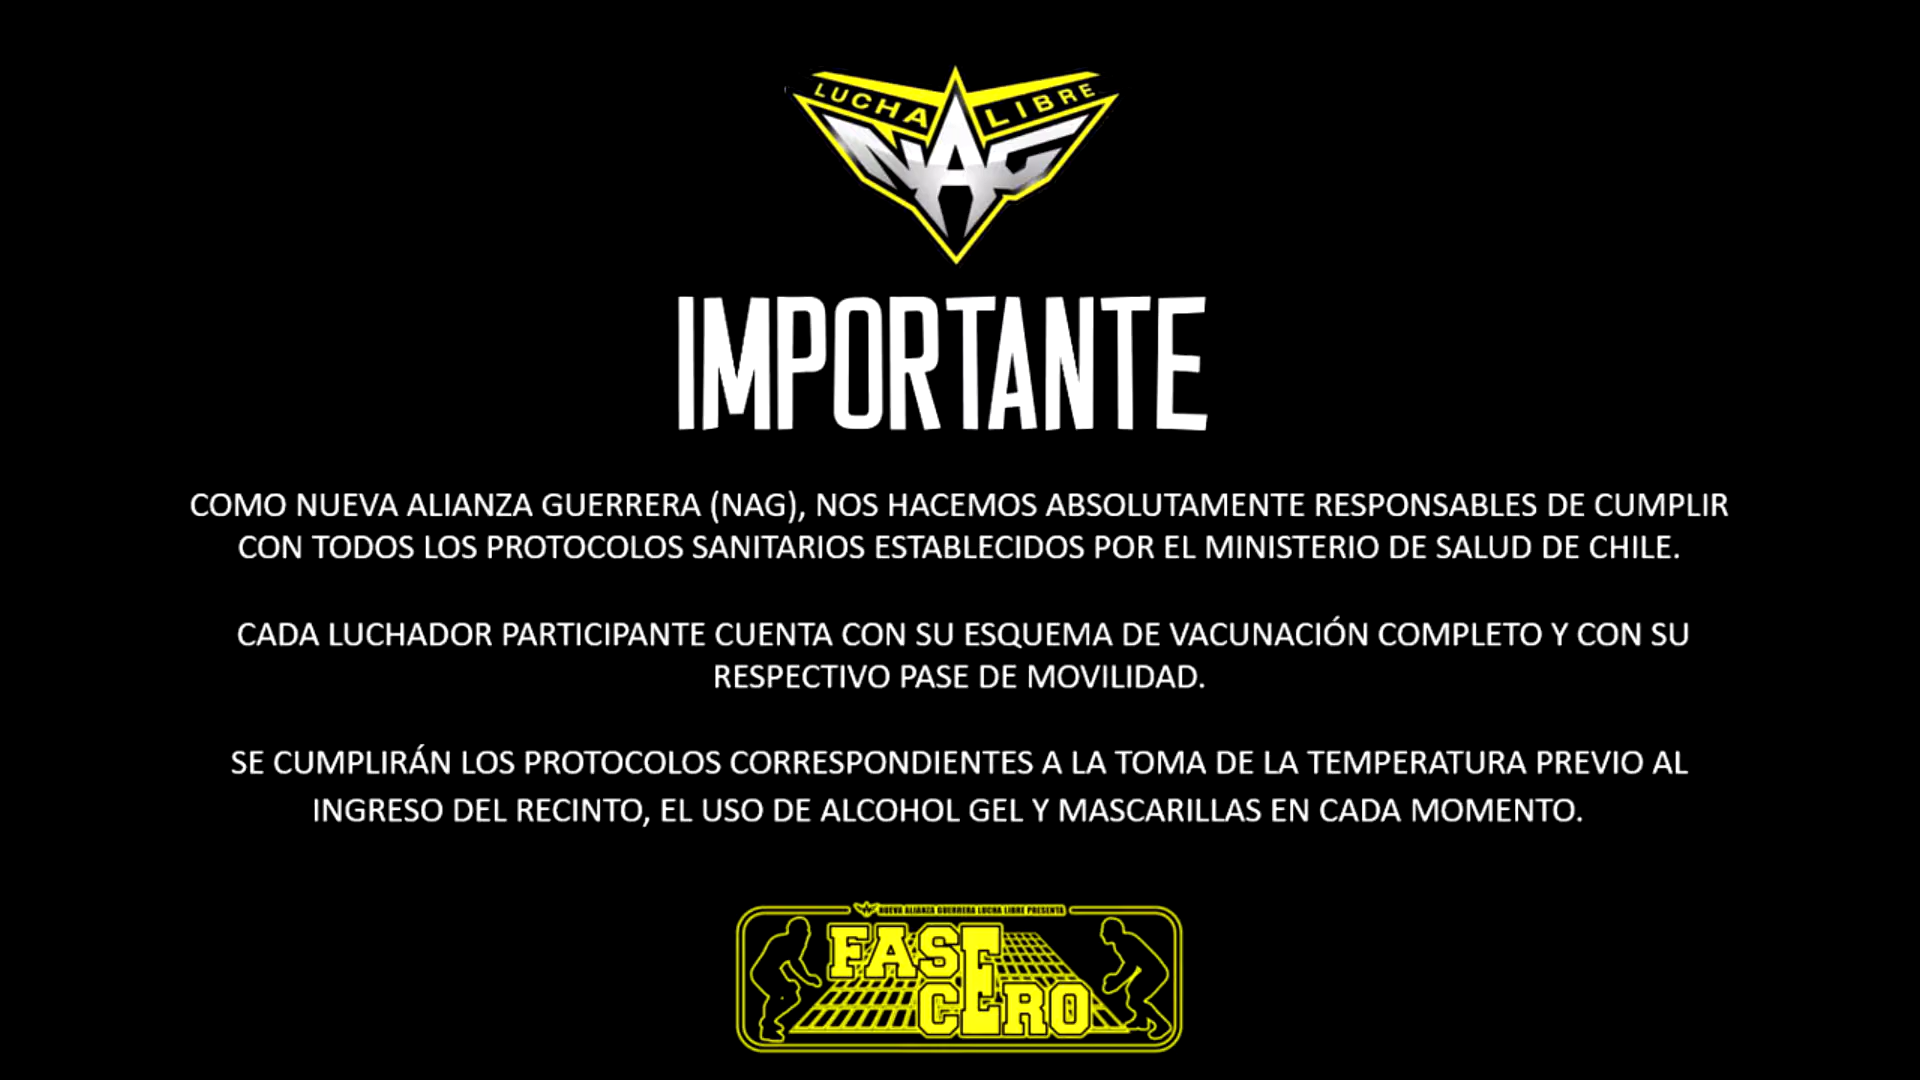 LUCHA LIBRE
NAG
IMPORTANTE
COMO NUEVA ALIANZA GUERRERA (NAG), NOS HACEMOS ABSOLUTAMENTE RESPONSABLES DE CUMPLIR
CON TODOS LOS PROTOCOLOS SANITARIOS ESTABLECIDOS POR EL MINISTERIO DE SALUD DE CHILE.
CADA LUCHADOR PARTICIPANTE CUENTA CON SU ESQUEMA DE VACUNACIÓN COMPLETO Y CON SU
RESPECTIVO PASE DE MOVILIDAD.
SE CUMPLIRÁN LOS PROTOCOLOS CORRESPONDIENTES A LA TOMA DE LA TEMPERATURA PREVIO AL
INGRESO DEL RECINTO, EL USO DE ALCOHOL GEL Y MASCARILLAS EN CADA MOMENTO.
NUEVA ALIANZA GUERRERA LUCHA LIBRE PRESENTA
FASE
CERO